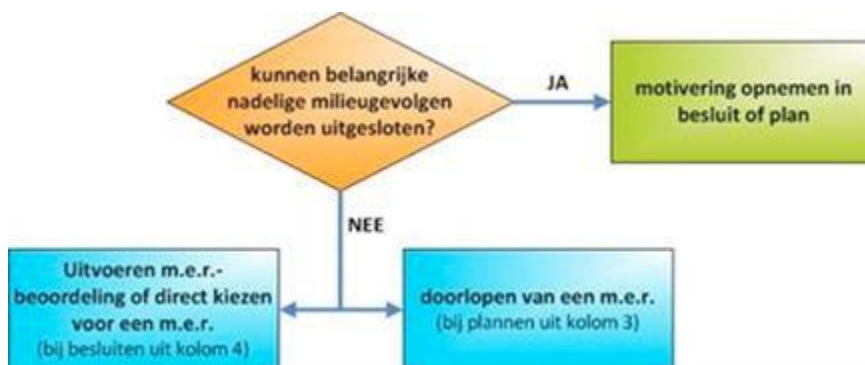 kunnen belangrijke
nadelige milieugevolgen
worden uitgesloten?
JA
motivering opnemen in
besluit of plan
NEE
Uitvoeren m.e.r.-
beoordeling of direct kiezen
voor een m.e.r.
(bij besluiten uit kolom 4)
doorlopen van een m.e.r.
(bij plannen uit kolom 3)